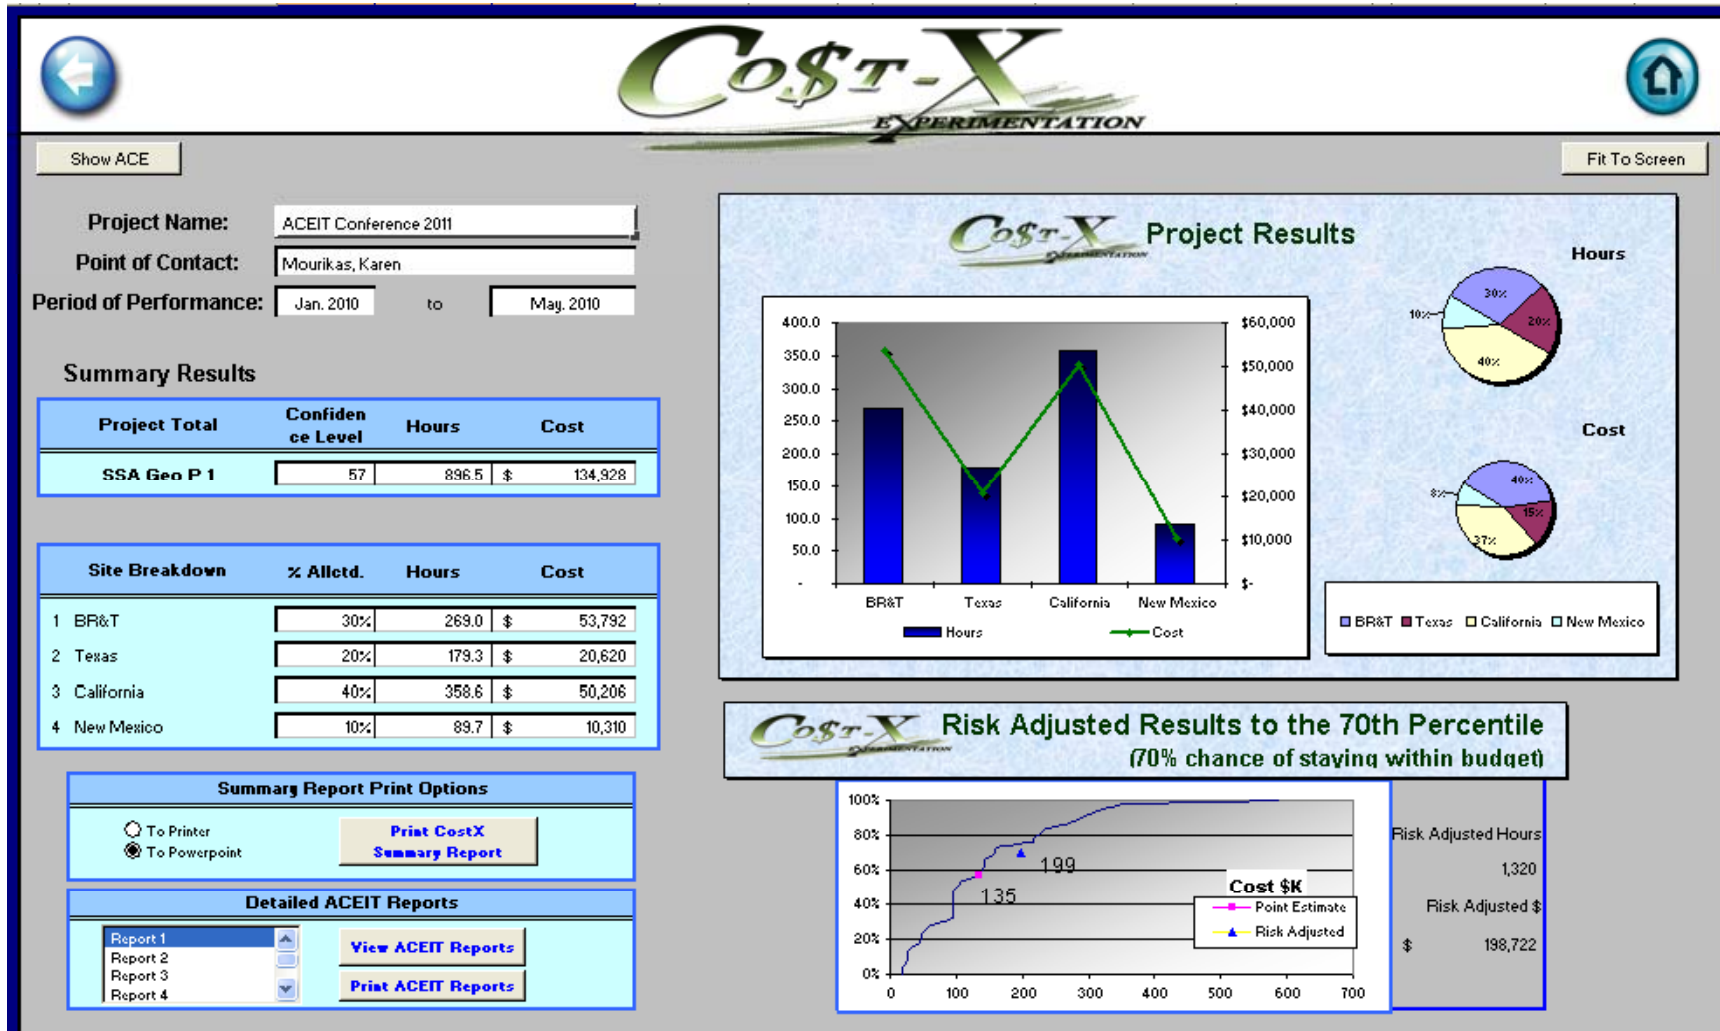 CO$T-X
EXPERIMENTATION
Show ACE
Fit To Screen
Project Name:
ACEIT Conference 2011
Point of Contact:
Mourikas, Karen
Period of Performance:
Jan. 2010 to May. 2010
Summary Results
Project Total Confiden ce Level Hours Cost
SSA Geo P 1 57 896.5 $ 134,928
Site Breakdown % Allctd. Hours Cost
1 BR&T 30% 269.0 $ 53,792
2 Texas 20% 179.3 $ 20,620
3 California 40% 358.6 $ 50,206
4 New Mexico 10% 89.7 $ 10,310
Summary Report Print Options
To Printer
To Powerpoint
Print CostX
Summary Report
Detailed ACEIT Reports
Report 1
Report 2
Report 3
Report 4
View ACEIT Reports
Print ACEIT Reports
CO$T-X Project Results
EXPERIMENTATION
400.0
350.0
300.0
250.0
200.0
150.0
100.0
50.0
-
$60,000
$50,000
$40,000
$30,000
$20,000
$10,000
$-
BR&T Texas California New Mexico
Hours Cost
Hours
30%
10%
20%
40%
Cost
40%
8%
15%
37%
BR&T Texas California New Mexico
CO$T-X Risk Adjusted Results to the 70th Percentile
EXPERIMENTATION (70% chance of staying within budget)
100%
80%
60%
40%
20%
0%
199
135
Cost $K
Point Estimate
Risk Adjusted
0 100 200 300 400 500 600 700
Risk Adjusted Hours
1,320
Risk Adjusted $
$ 198,722